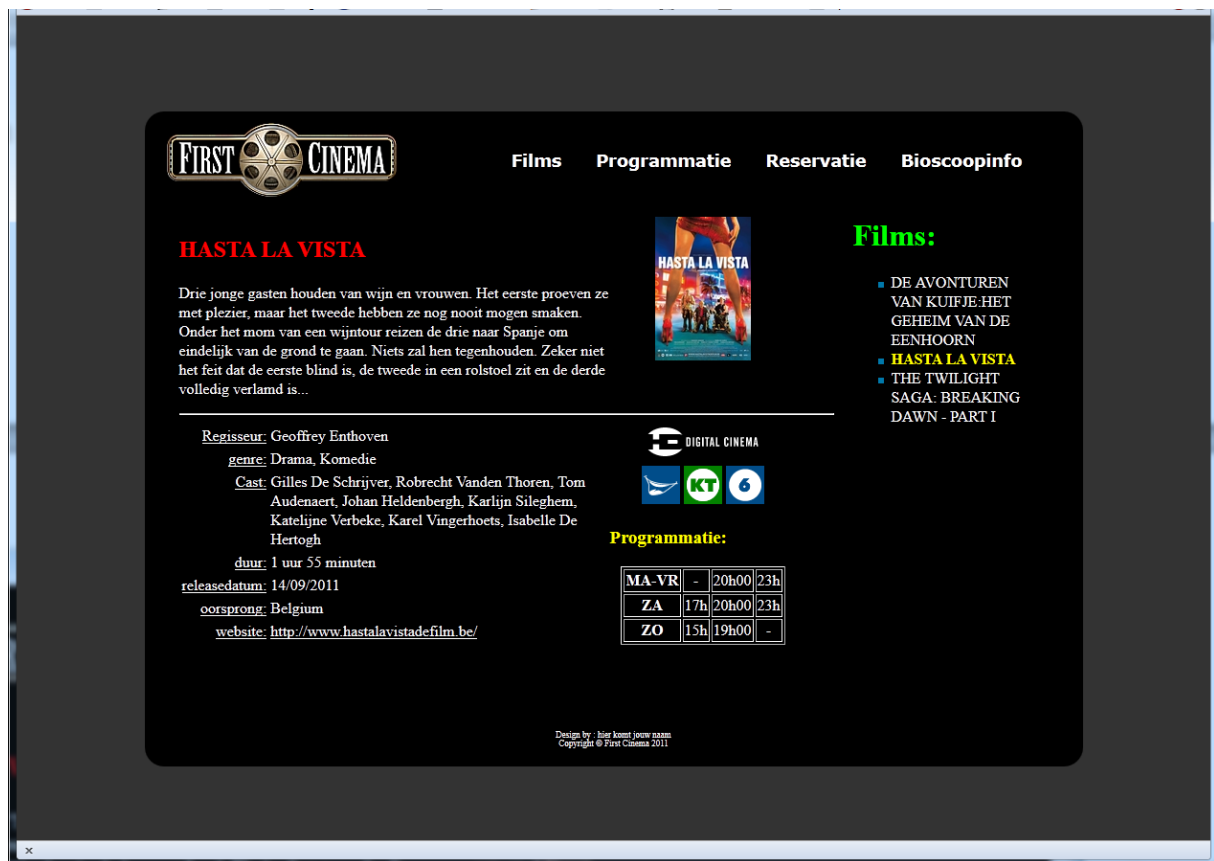 FIRST CINEMA
Films Programmatie Reservatie Bioscoopinfo
HASTA LA VISTA
Drie jonge gasten houden van wijn en vrouwen. Het eerste proeven ze
met plezier, maar het tweede hebben ze nog nooit mogen smaken.
Onder het mom van een wijntour reizen de drie naar Spanje om
eindelijk van de grond te gaan. Niets zal hen tegenhouden. Zeker niet
het feit dat de eerste blind is, de tweede in een rolstoel zit en de derde
volledig verlamd is...
HASTA LA VISTA
Films:
DE AVONTUREN
VAN KUIFJE:HET
GEHEIM VAN DE
EENHOORN
HASTA LA VISTA
THE TWILIGHT
SAGA: BREAKING
DAWN - PART I
Regisseur: Geoffrey Enthoven
genre: Drama, Komedie
Cast: Gilles De Schrijver, Robrecht Vanden Thoren, Tom
Audenaert, Johan Heldenbergh, Karlijn Sileghem,
Katelijne Verbeke, Karel Vingerhoets, Isabelle De
Hertogh
duur: 1 uur 55 minuten
releasedatum: 14/09/2011
oorsprong: Belgium
website: http://www.hastalavistadefilm.be/
DIGITAL CINEMA
KT 6
Programmatie:
MA-VR - 20h00 23h
ZA 17h 20h00 23h
ZO 15h 19h00 -
Design by : hier komt jouw naam
Copyright © First Cinema 2011